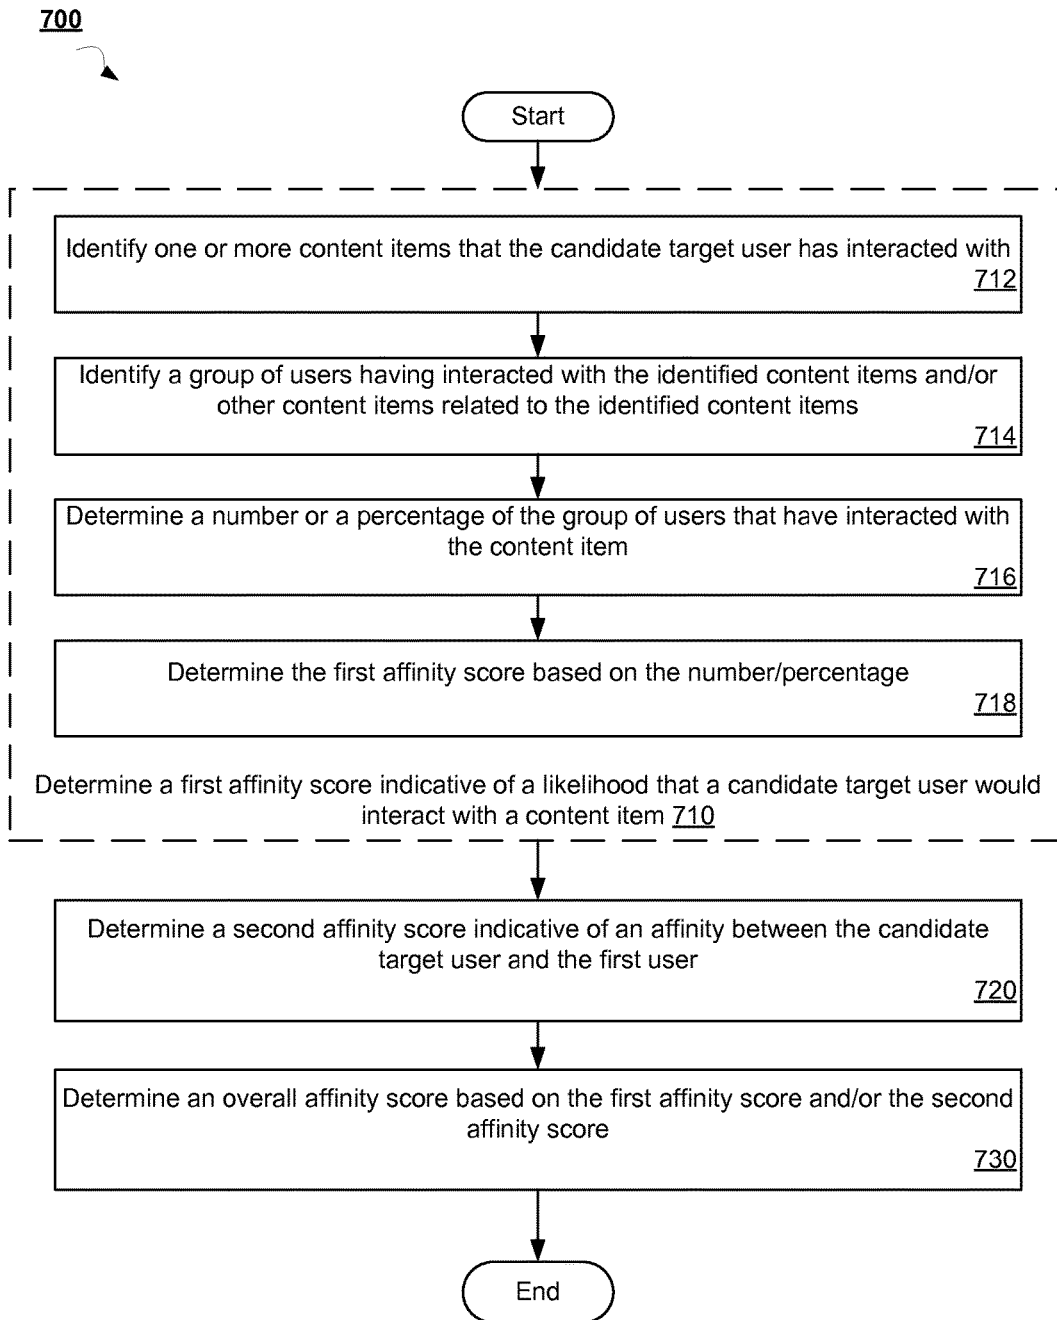 700
Start
Identify one or more content items that the candidate target user has interacted with
712
Identify a group of users having interacted with the identified content items and/or
other content items related to the identified content items
714
Determine a number or a percentage of the group of users that have interacted with
the content item
716
Determine the first affinity score based on the number/percentage
718
Determine a first affinity score indicative of a likelihood that a candidate target user would
interact with a content item 710
Determine a second affinity score indicative of an affinity between the candidate
target user and the first user
720
Determine an overall affinity score based on the first affinity score and/or the second
affinity score
730
End